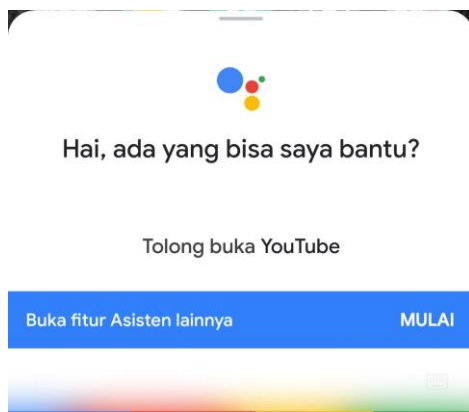 Hai, ada yang bisa saya bantu?
Tolong buka YouTube
Buka fitur Asisten lainnya MULAI